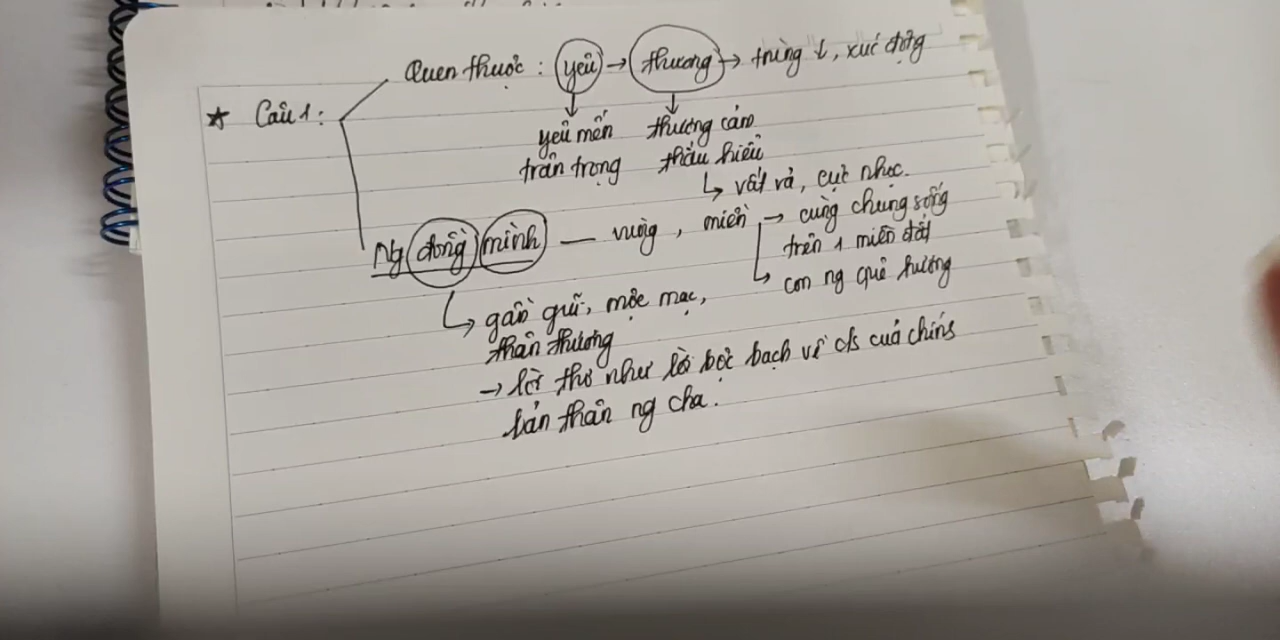 Quen thuộc : yêu → thương → trùng ↓, xúc động
★ Câu 1 :
yêu mến thương cảm
trân trọng thấu hiểu
↳ vất vả, cực nhọc.
Ng đồng mình — vùng, miền → cùng chung sống
trên 1 miền đất
↳ con ng quê hương
↳ gần gũi, mộc mạc,
thân thương
→ lời thơ như lời bộc bạch về cs của chính
bản thân ng cha.